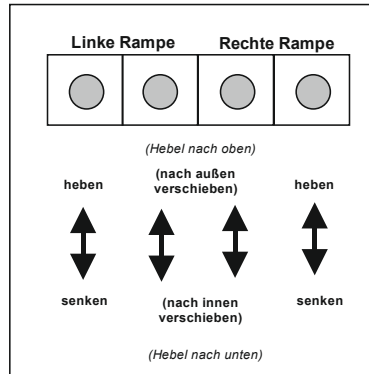 Linke Rampe Rechte Rampe
(Hebel nach oben)
heben (nach außen verschieben) heben
senken (nach innen verschieben) senken
(Hebel nach unten)